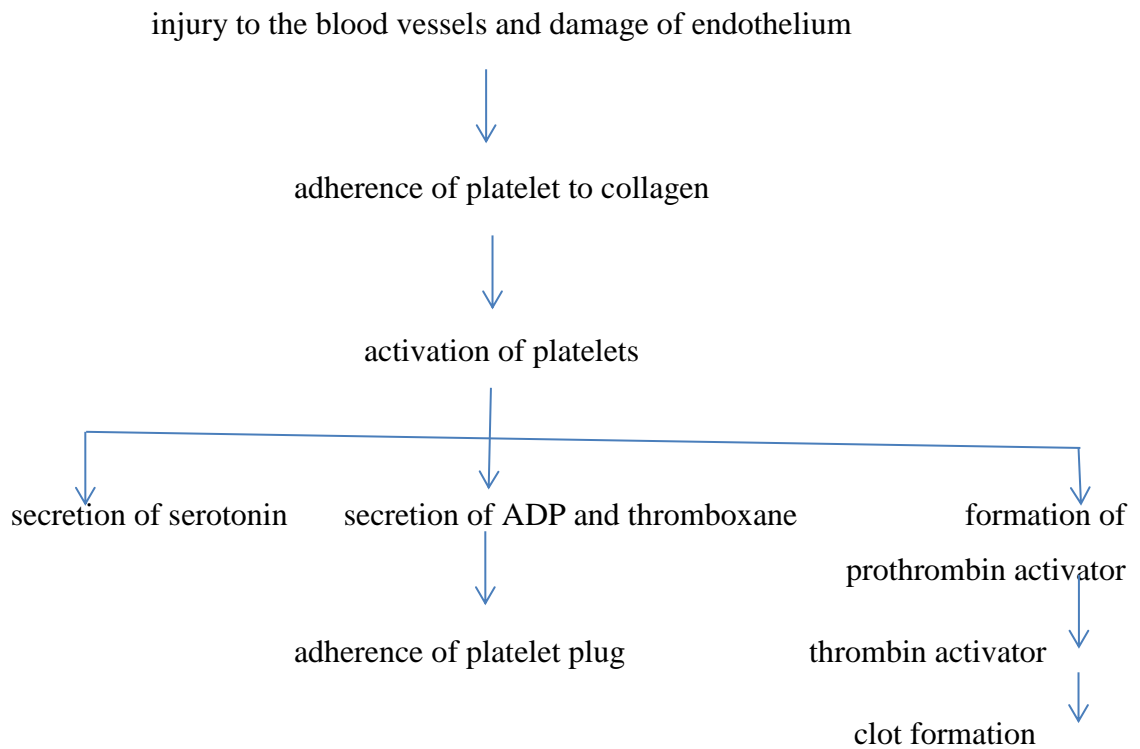 injury to the blood vessels and damage of endothelium
adherence of platelet to collagen
activation of platelets
secretion of serotonin
secretion of ADP and thromboxane
formation of
prothrombin activator
adherence of platelet plug
thrombin activator
clot formation